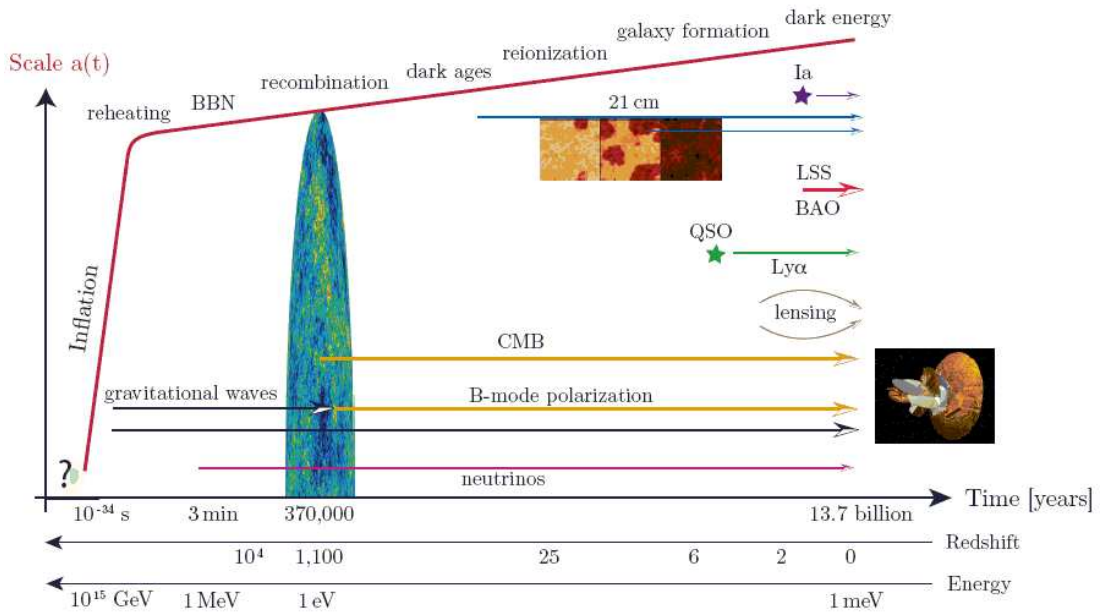 dark energy
galaxy formation
reionization
Scale a(t)
dark ages
recombination
Ia
BBN
reheating
21 cm
LSS
BAO
QSO
Lyα
Inflation
lensing
CMB
gravitational waves
B-mode polarization
?
neutrinos
Time [years]
10⁻³⁴ s 3 min 370,000 13.7 billion
Redshift
10⁴ 1,100 25 6 2 0
Energy
10¹⁵ GeV 1 MeV 1 eV 1 meV